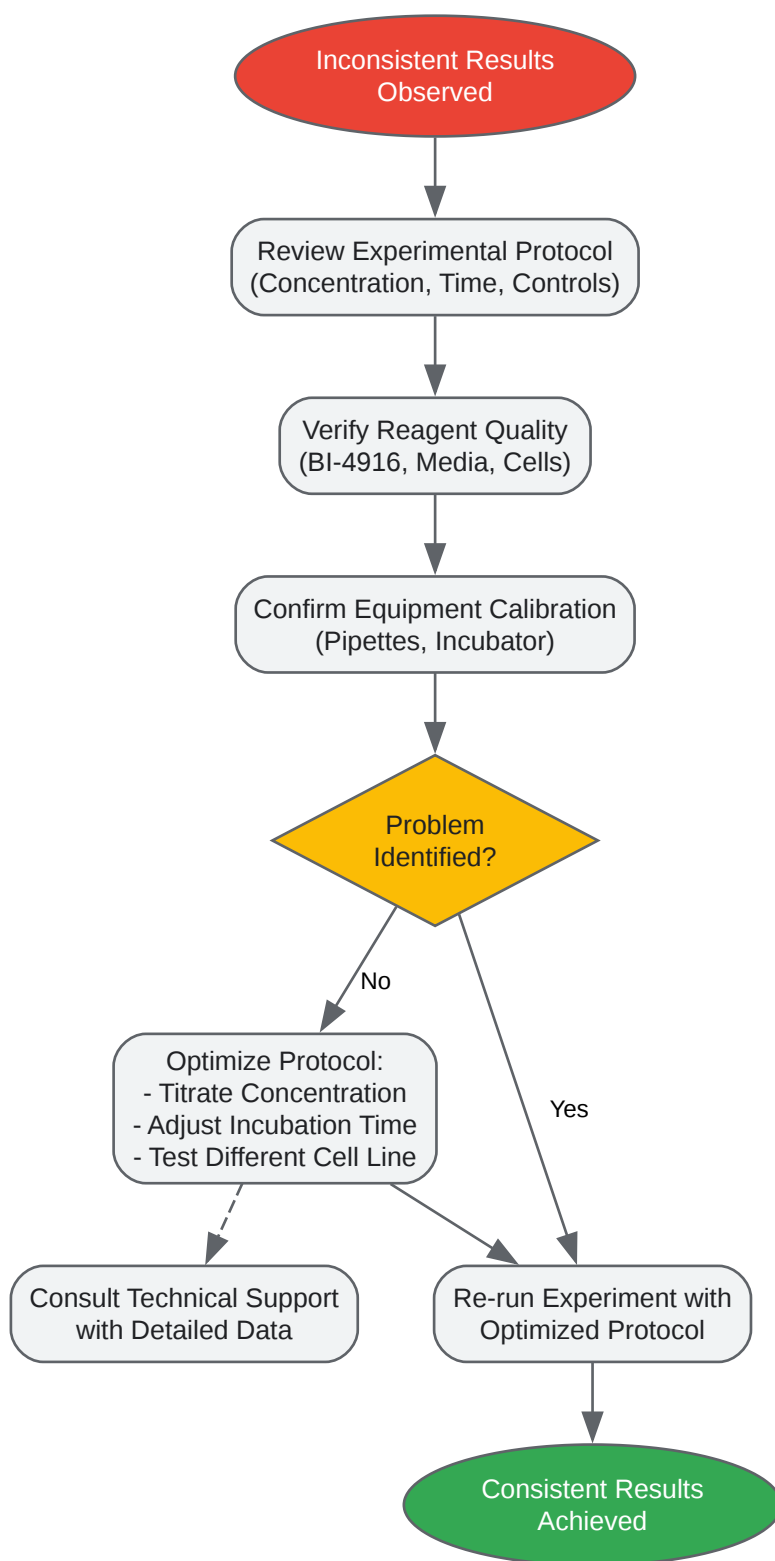 Inconsistent Results
Observed
Review Experimental Protocol
(Concentration, Time, Controls)
Verify Reagent Quality
(BI-4916, Media, Cells)
Confirm Equipment Calibration
(Pipettes, Incubator)
Problem
Identified?
No
Yes
Optimize Protocol:
- Titrate Concentration
- Adjust Incubation Time
- Test Different Cell Line
Consult Technical Support
with Detailed Data
Re-run Experiment with
Optimized Protocol
Consistent Results
Achieved